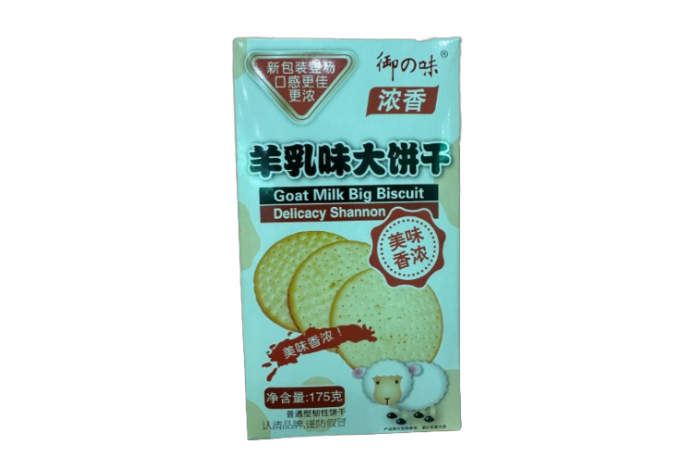 新包装登场
口感更佳
更浓
御の味®
浓香
羊乳味大饼干
Goat Milk Big Biscuit
Delicacy Shannon
美味
香浓
美味香浓！
净含量:175克
普通型韧性饼干
认清品牌,谨防假冒